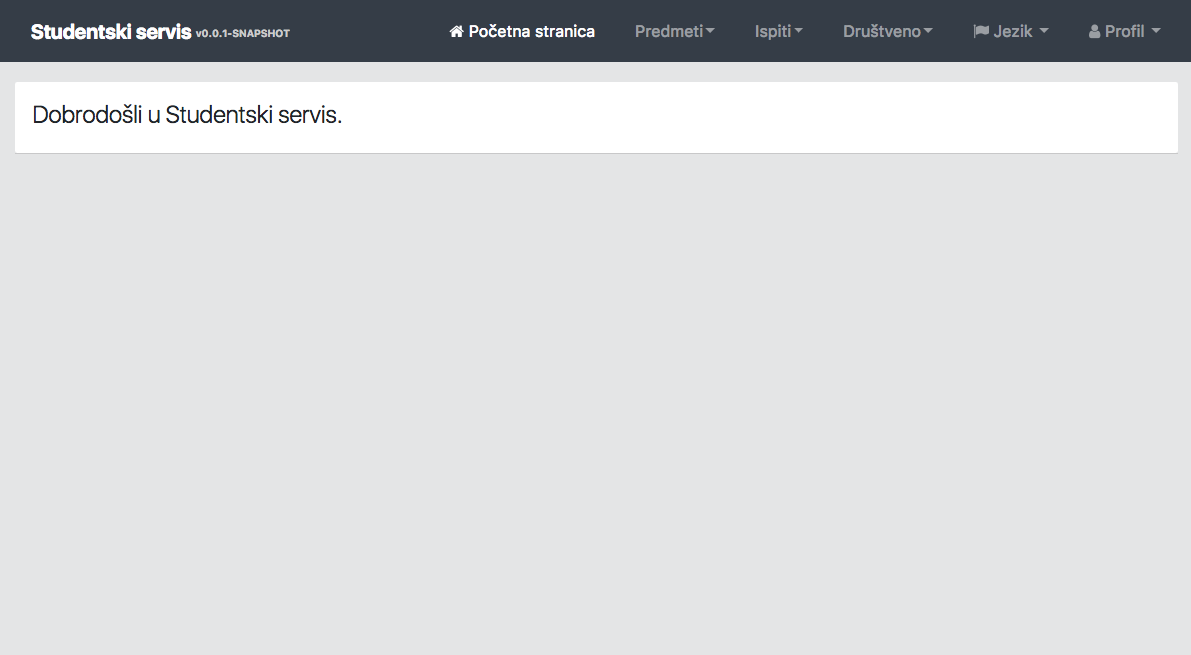 Studentski servis v0.0.1-SNAPSHOT Početna stranica Predmeti Ispiti Društveno Jezik Profil
Dobrodošli u Studentski servis.